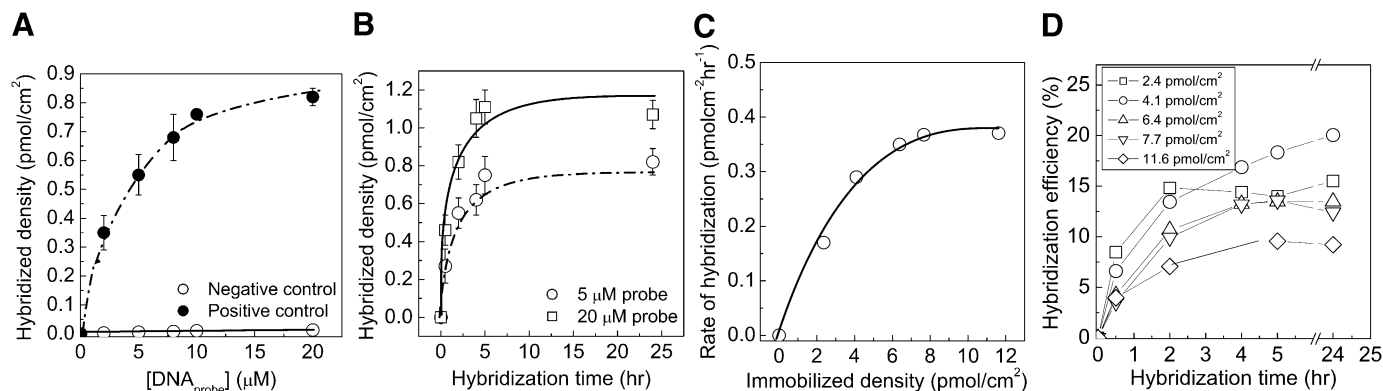 A
Hybridized density (pmol/cm²)
0.9
0.8
0.7
0.6
0.5
0.4
0.3
0.2
0.1
0.0
0 5 10 15 20
Negative control
Positive control
[DNAprobe] (μM)
B
Hybridized density (pmol/cm²)
1.2
1.0
0.8
0.6
0.4
0.2
0.0
0 5 10 15 20 25
5 μM probe
20 μM probe
Hybridization time (hr)
C
Rate of hybridization (pmolcm⁻²hr⁻¹)
0.5
0.4
0.3
0.2
0.1
0.0
0 2 4 6 8 10 12
Immobilized density (pmol/cm²)
D
Hybridization efficiency (%)
25
20
15
10
5
0
0 1 2 3 4 5 24 25
2.4 pmol/cm²
4.1 pmol/cm²
6.4 pmol/cm²
7.7 pmol/cm²
11.6 pmol/cm²
Hybridization time (hr)